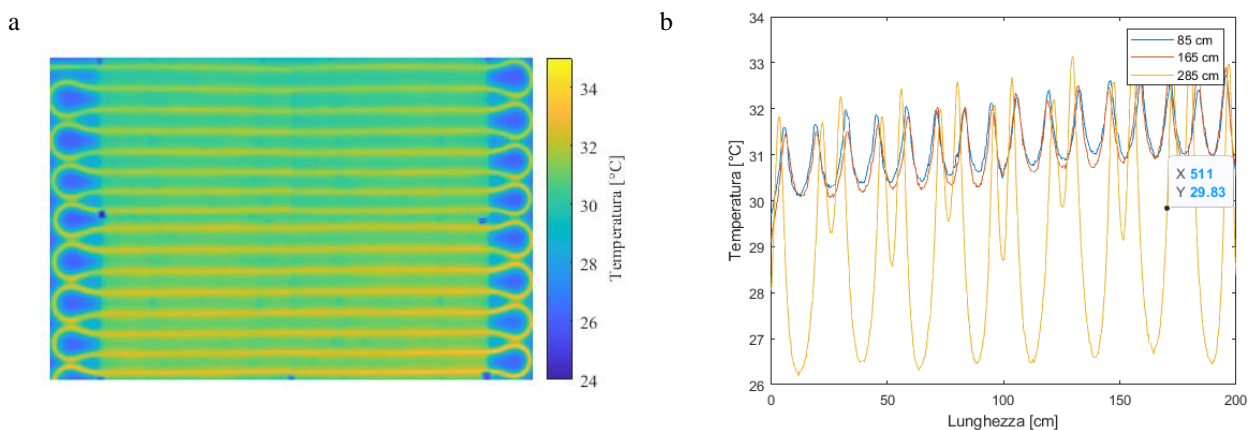 a
34
32
30
28
26
24
Temperatura [°C]
b
34
33
32
31
30
29
28
27
26
Temperatura [°C]
0
50
100
150
200
Lunghezza [cm]
85 cm
165 cm
285 cm
X 511
Y 29.83